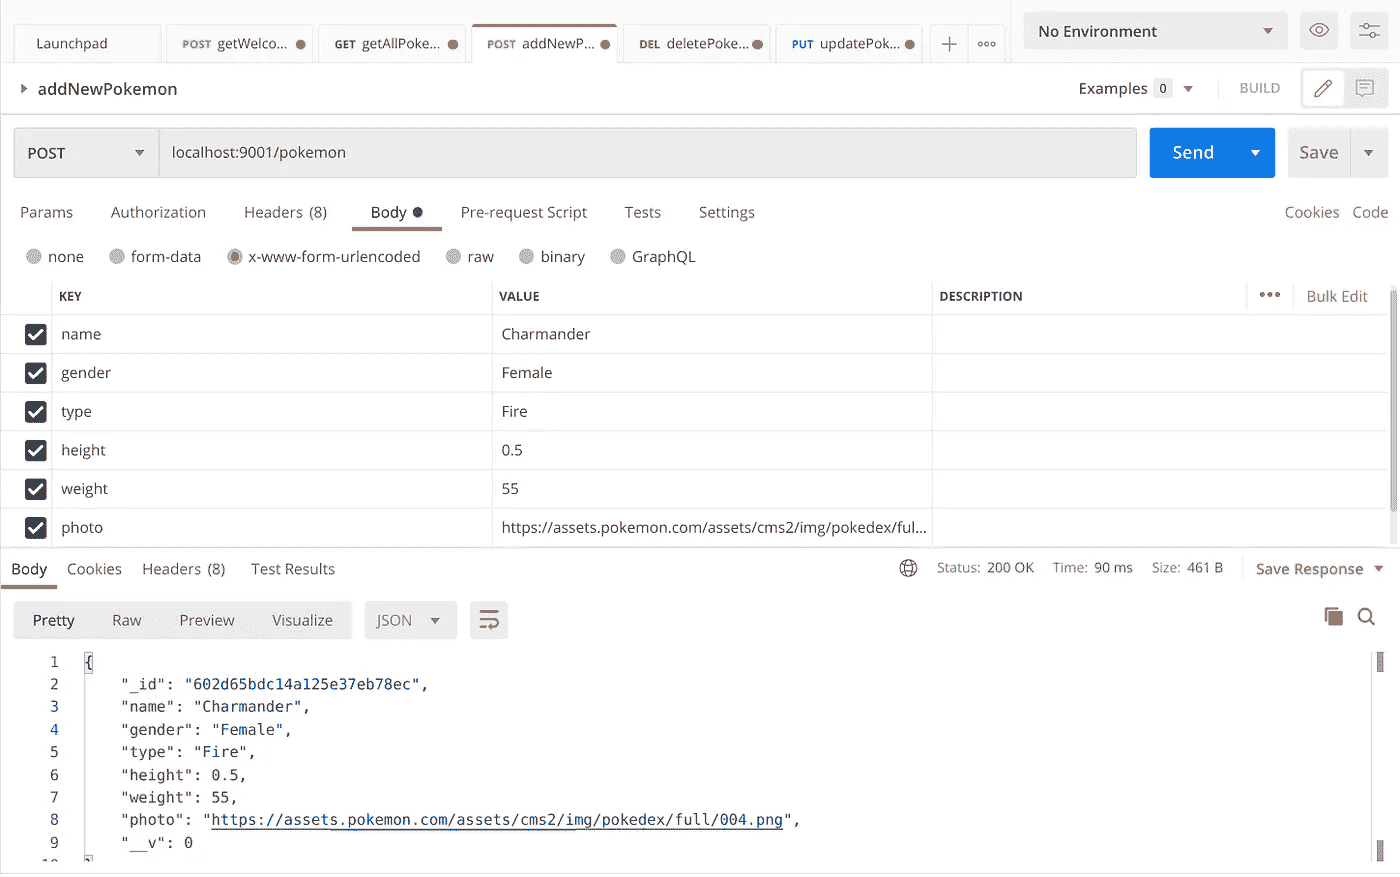 Launchpad POST getWelco... GET getAllPoke... POST addNewP... DEL deletePoke... PUT updatePok... No Environment
addNewPokemon Examples 0 BUILD
POST localhost:9001/pokemon Send Save
Params Authorization Headers (8) Body Pre-request Script Tests Settings Cookies Code
none form-data x-www-form-urlencoded raw binary GraphQL
KEY VALUE DESCRIPTION Bulk Edit
name Charmander
gender Female
type Fire
height 0.5
weight 55
photo https://assets.pokemon.com/assets/cms2/img/pokedex/ful...
Body Cookies Headers (8) Test Results Status: 200 OK Time: 90 ms Size: 461 B Save Response
Pretty Raw Preview Visualize JSON
1 {
2 "_id": "602d65bdc14a125e37eb78ec",
3 "name": "Charmander",
4 "gender": "Female",
5 "type": "Fire",
6 "height": 0.5,
7 "weight": 55,
8 "photo": "https://assets.pokemon.com/assets/cms2/img/pokedex/full/004.png",
9 "__v": 0